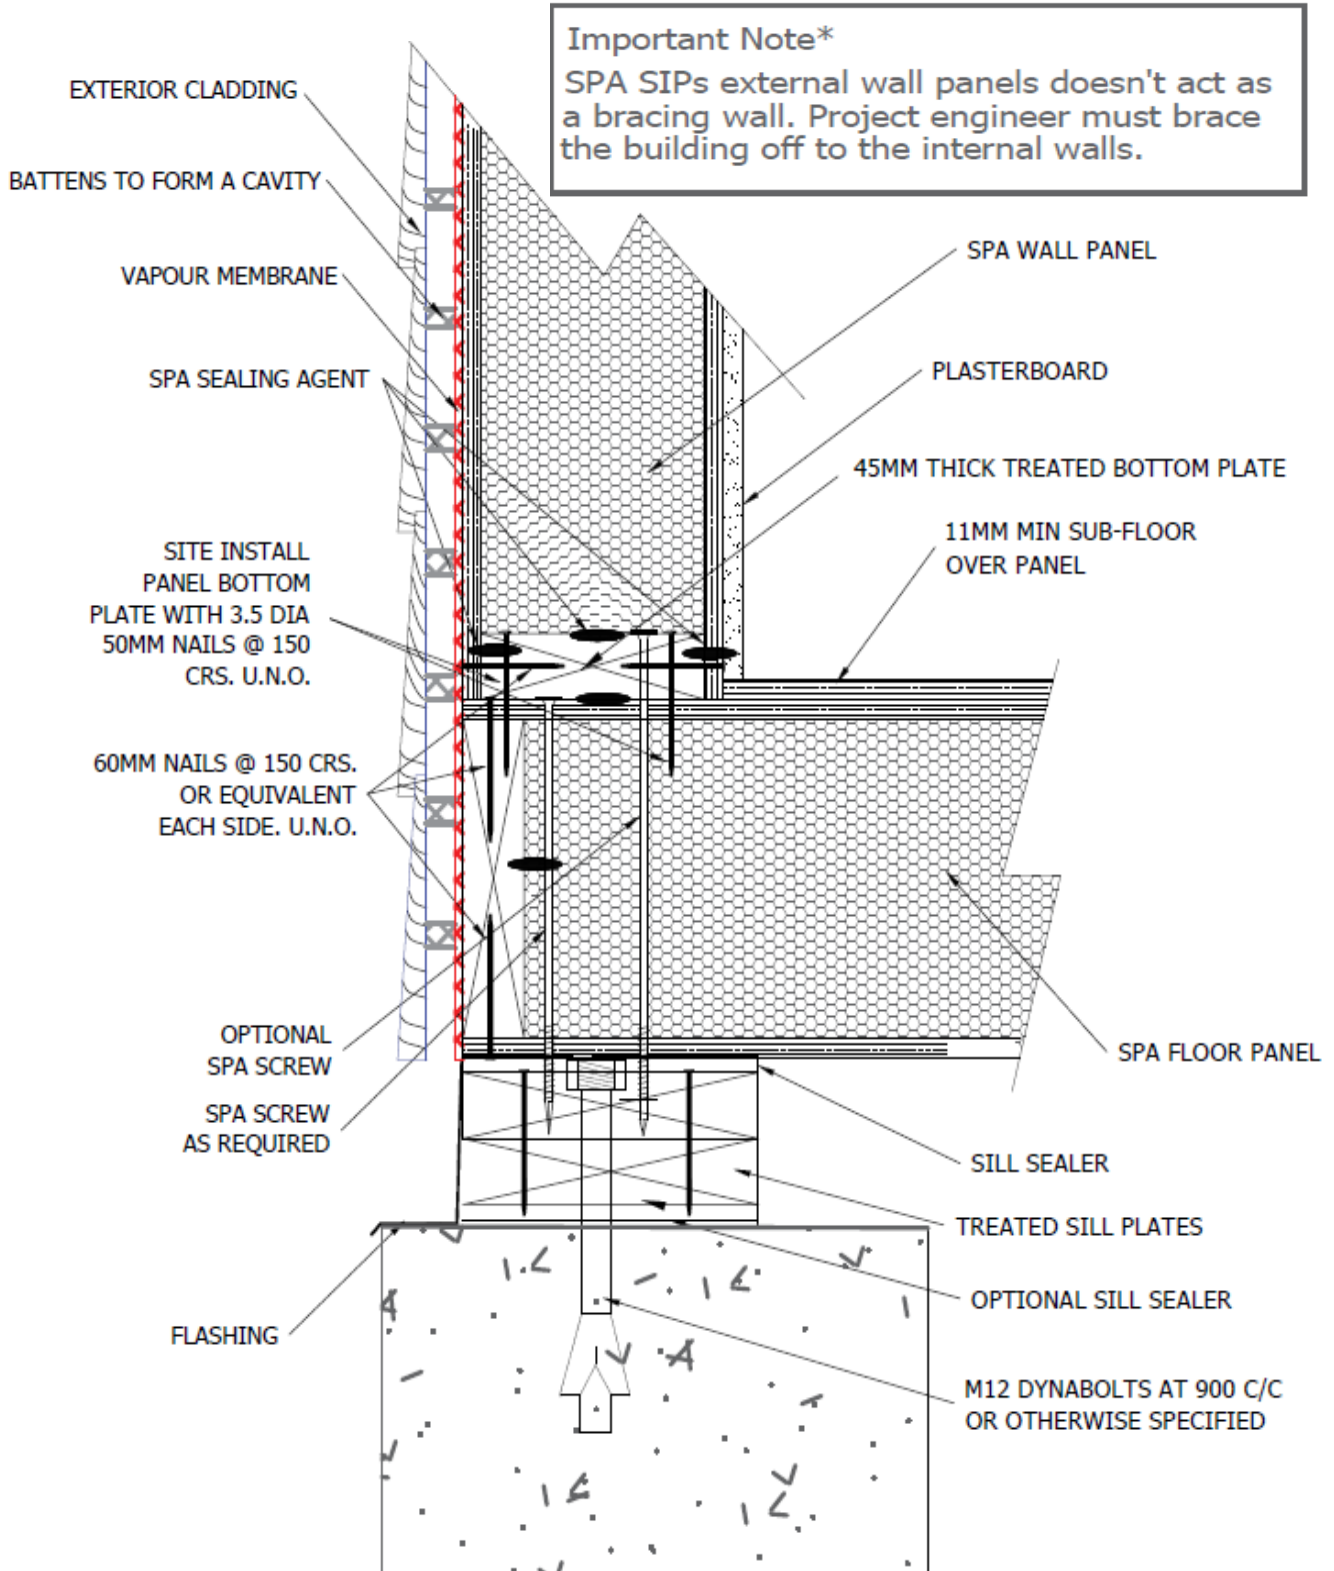 Important Note*
SPA SIPs external wall panels doesn't act as
a bracing wall. Project engineer must brace
the building off to the internal walls.
EXTERIOR CLADDING
BATTENS TO FORM A CAVITY
VAPOUR MEMBRANE
SPA SEALING AGENT
SITE INSTALL
PANEL BOTTOM
PLATE WITH 3.5 DIA
50MM NAILS @ 150
CRS. U.N.O.
60MM NAILS @ 150 CRS.
OR EQUIVALENT
EACH SIDE. U.N.O.
OPTIONAL
SPA SCREW
SPA SCREW
AS REQUIRED
FLASHING
SPA WALL PANEL
PLASTERBOARD
45MM THICK TREATED BOTTOM PLATE
11MM MIN SUB-FLOOR
OVER PANEL
SPA FLOOR PANEL
SILL SEALER
TREATED SILL PLATES
OPTIONAL SILL SEALER
M12 DYNABOLTS AT 900 C/C
OR OTHERWISE SPECIFIED